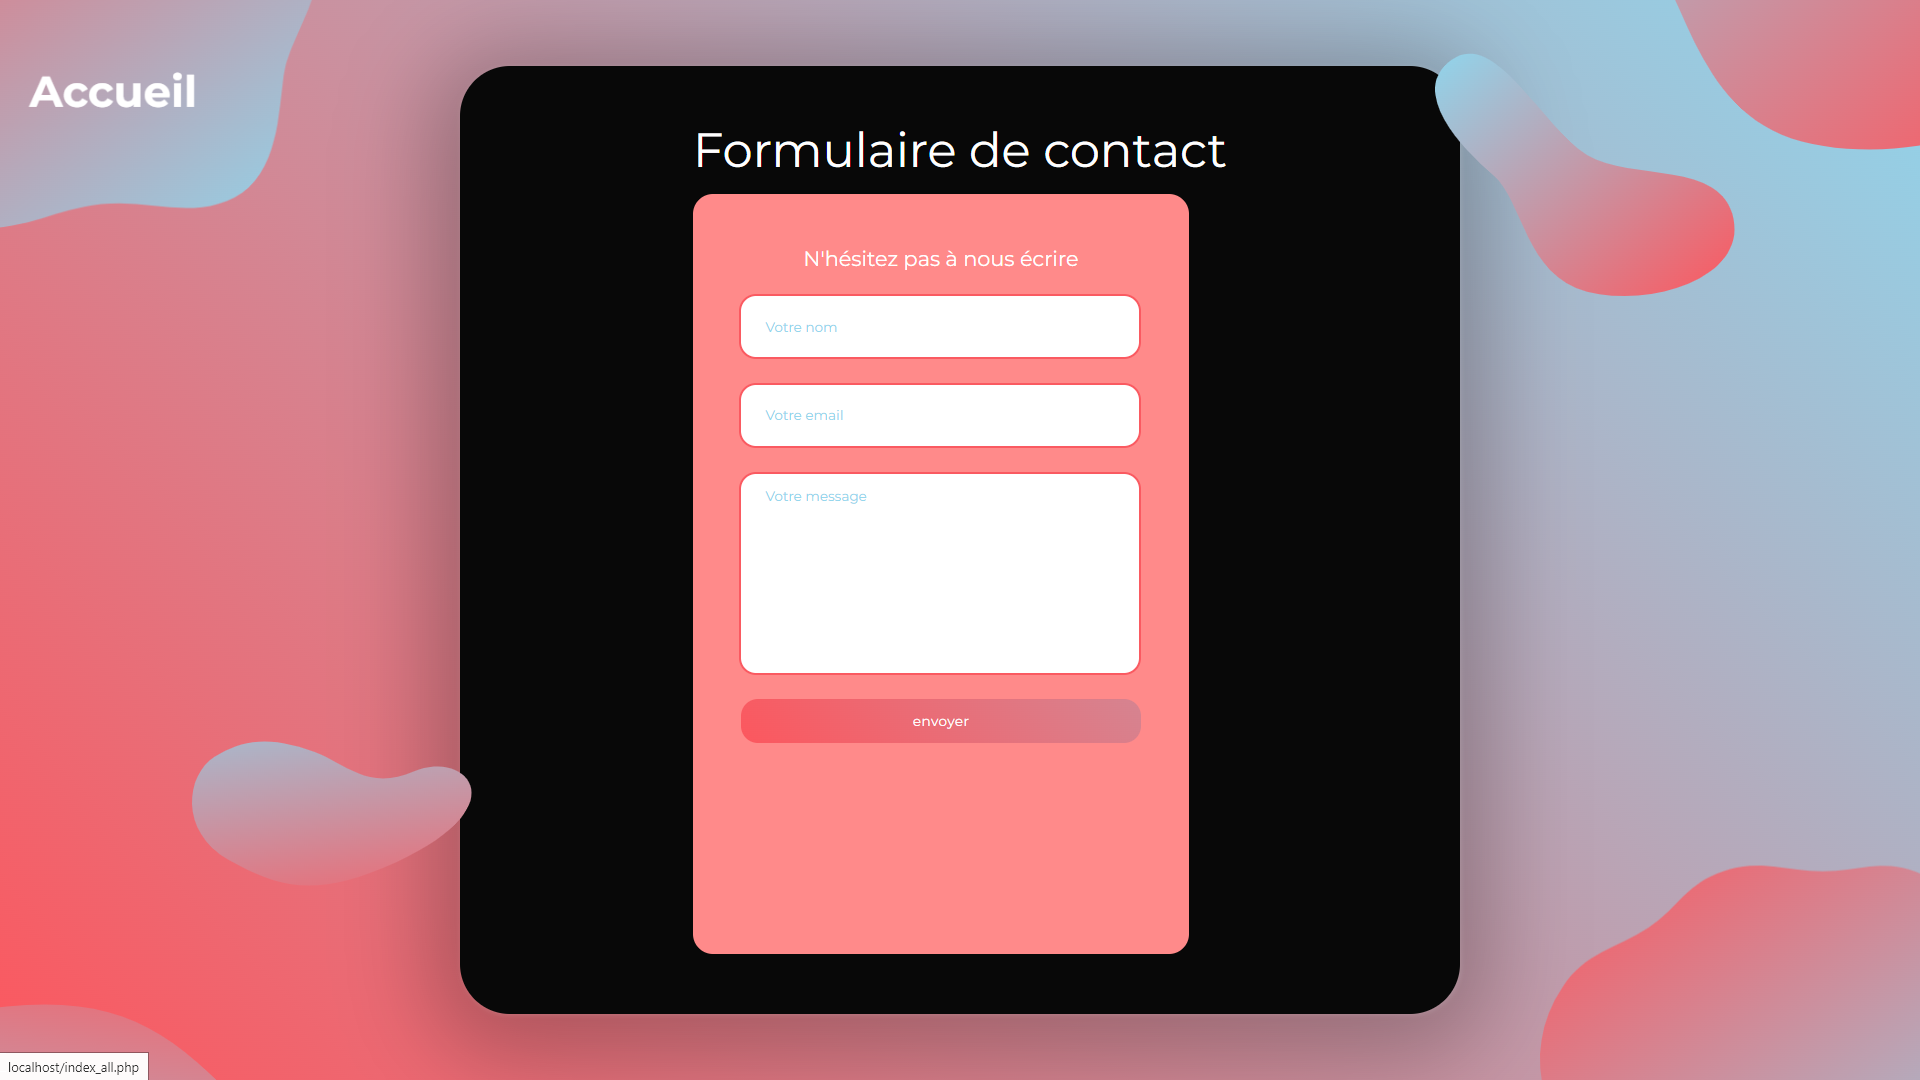 Accueil
Formulaire de contact
N'hésitez pas à nous écrire
Votre nom
Votre email
Votre message
envoyer
localhost/index_all.php